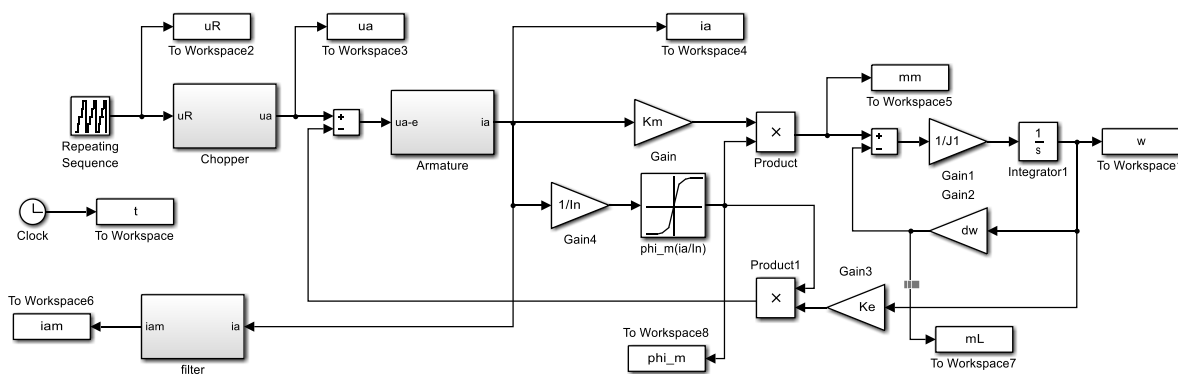 uR
To Workspace2
ua
To Workspace3
ia
To Workspace4
mm
To Workspace5
Repeating
Sequence
uR
ua
Chopper
+
−
ua-e
ia
Armature
Km
Gain
×
Product
+
−
1/J1
Gain1
1
s
Integrator1
w
To Workspace1
Clock
t
To Workspace
1/In
Gain4
phi_m(ia/In)
Gain2
dw
Product1
×
Gain3
Ke
To Workspace6
iam
iam
ia
filter
To Workspace8
phi_m
mL
To Workspace7